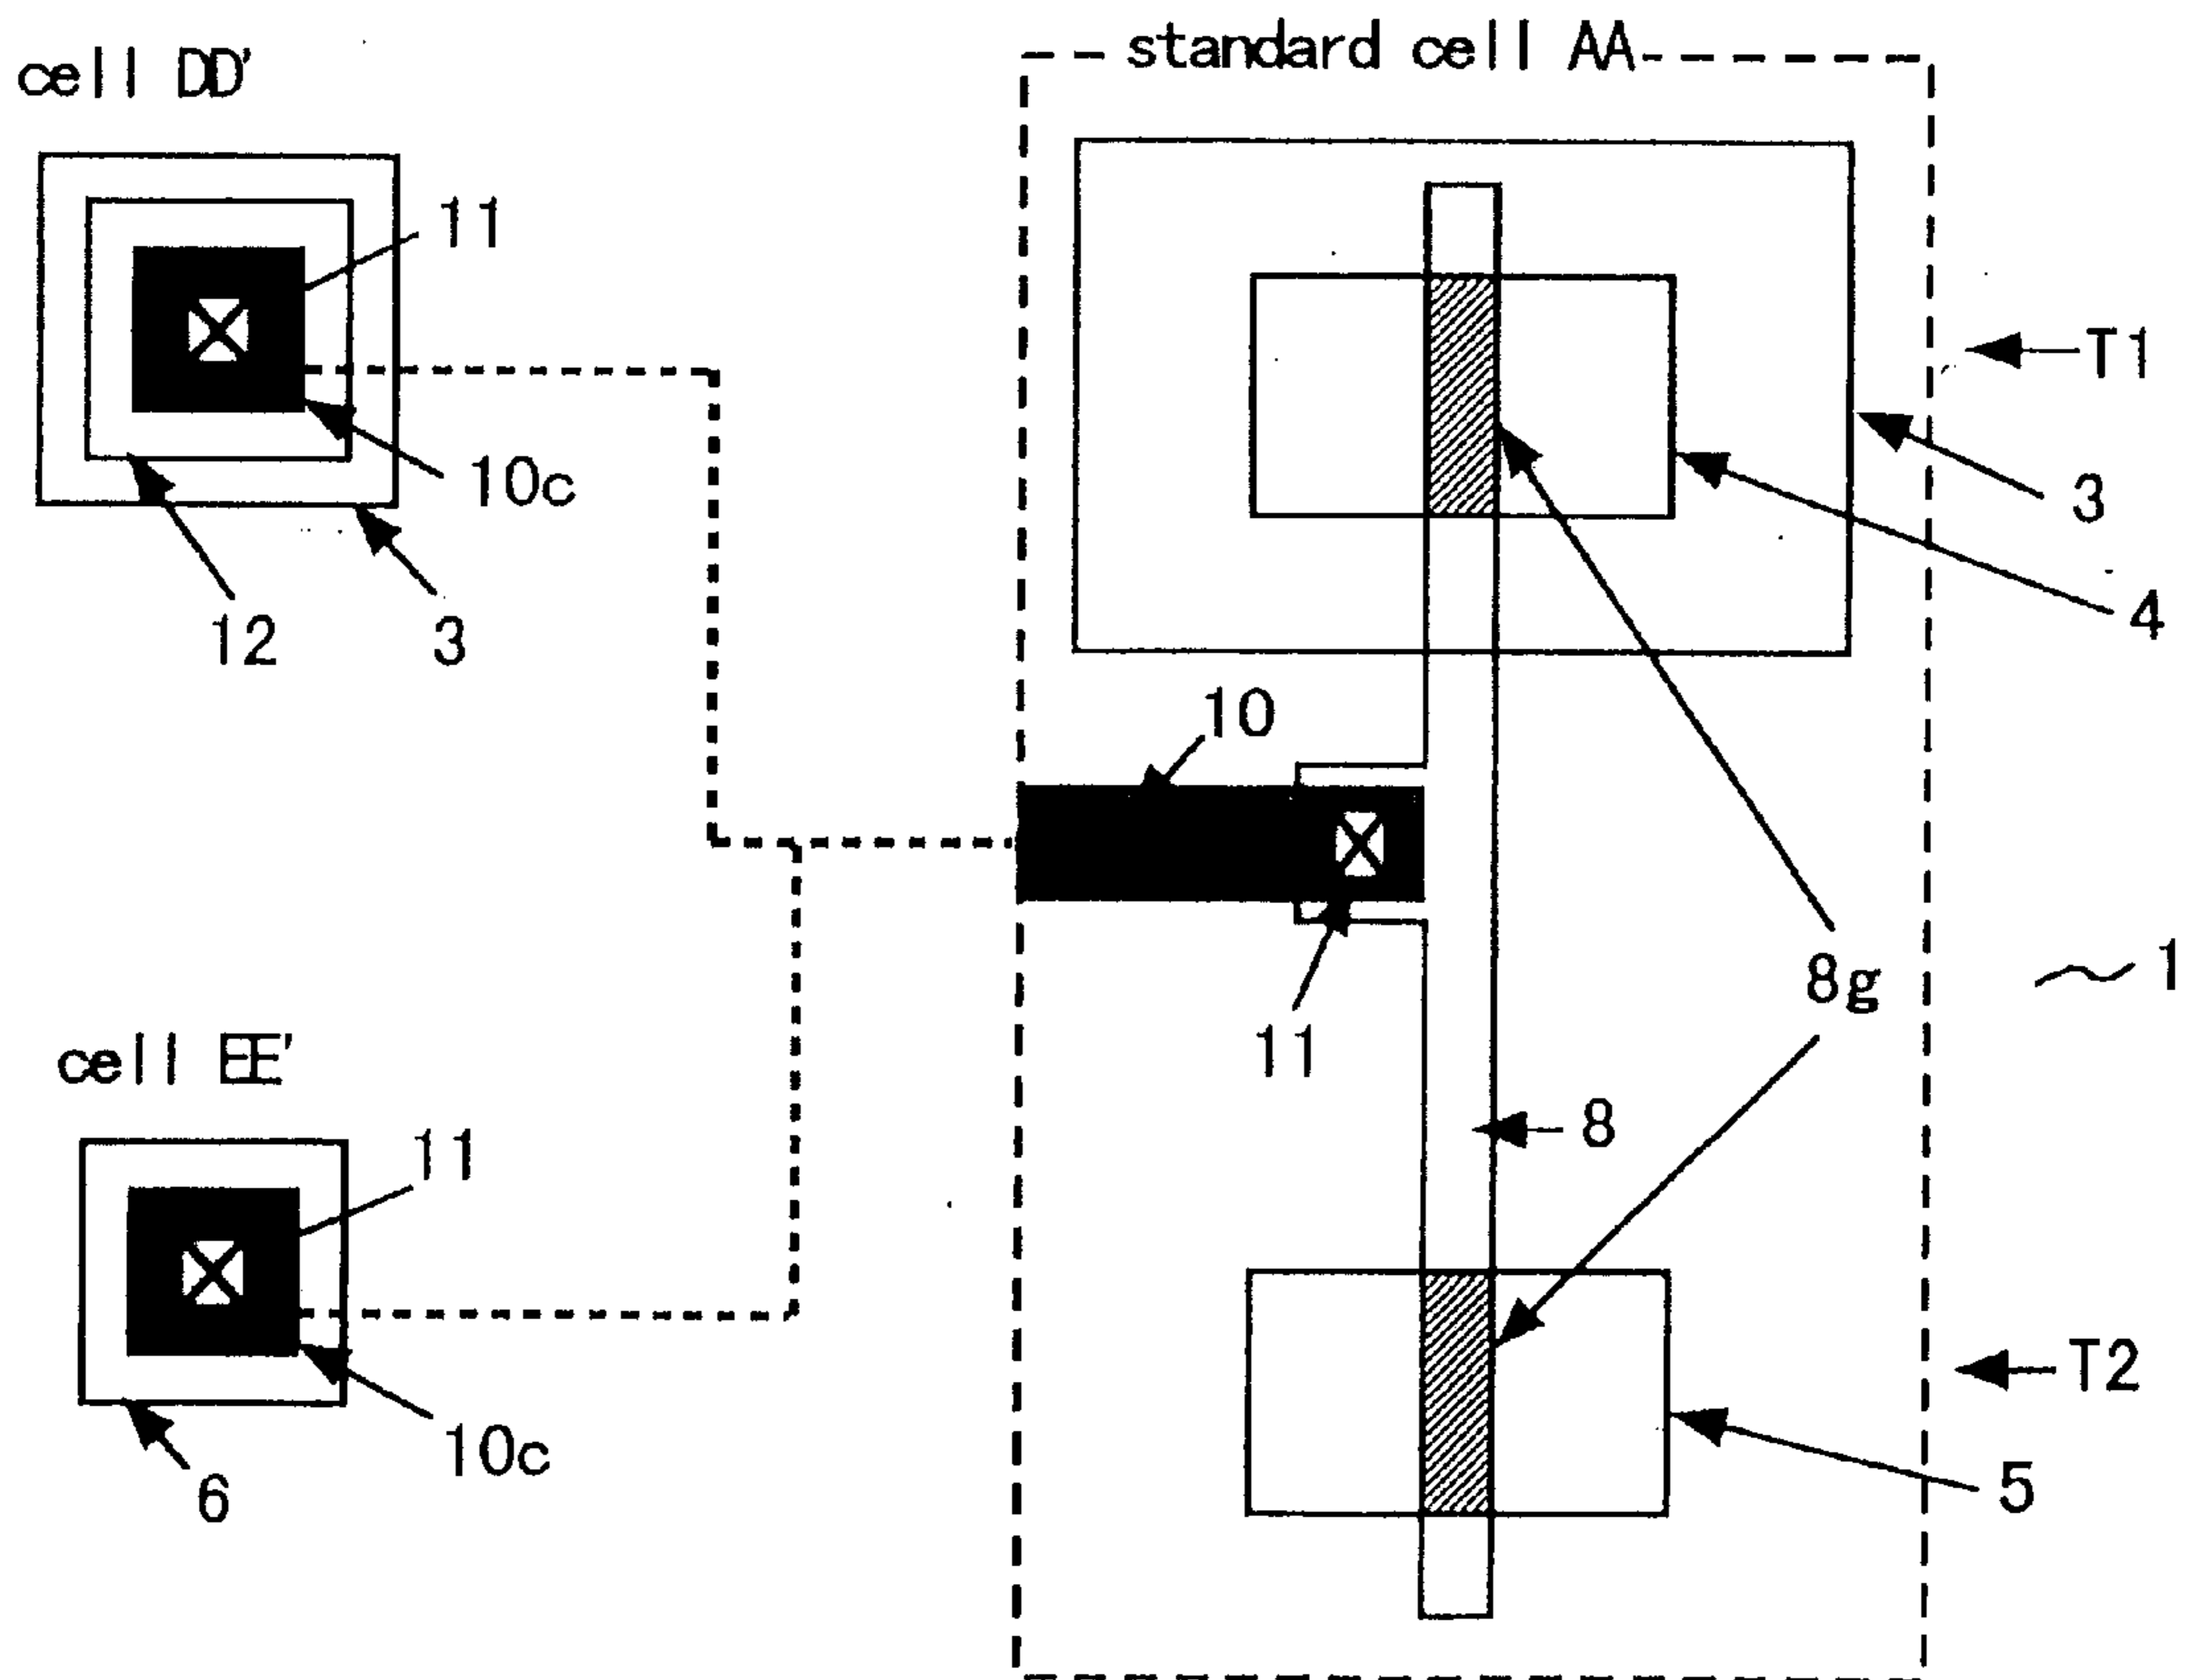 standard cell AA
cell DD'
11
T1
10c
3
4
12
3
10
1
8g
11
cell EE'
8
11
T2
10c
5
6